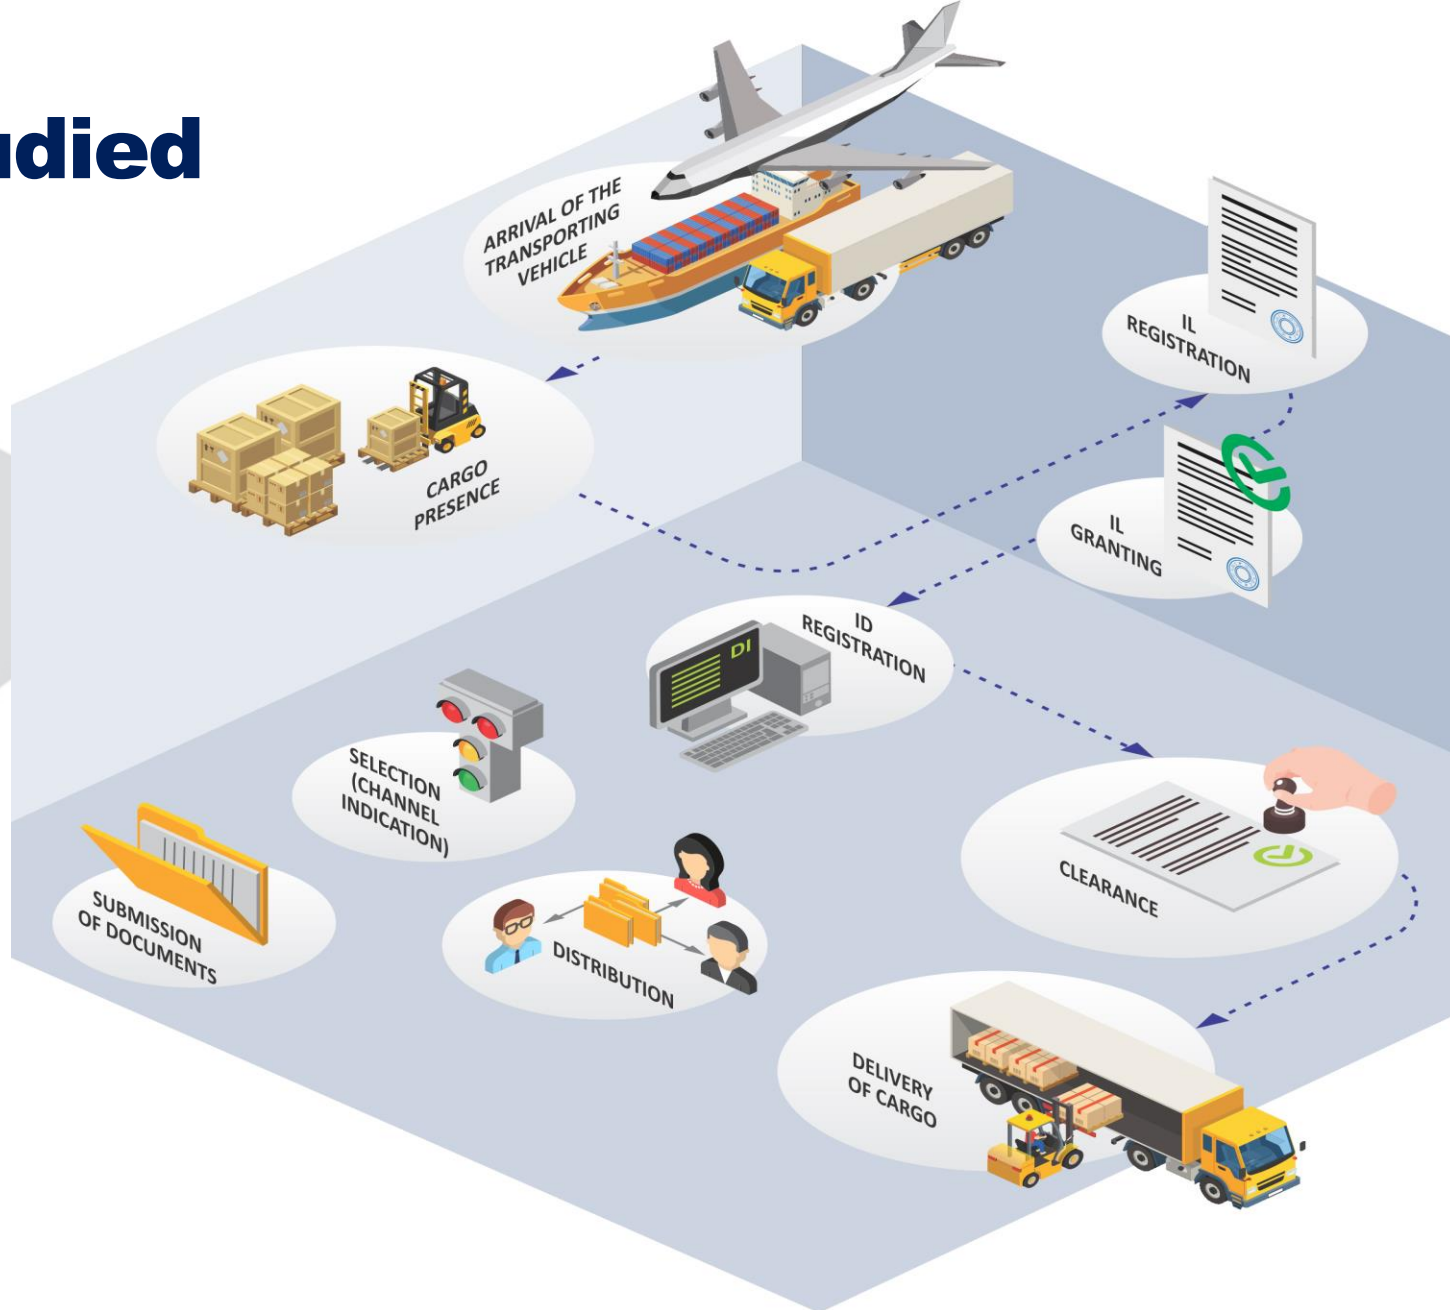 ARRIVAL OF THE
TRANSPORTING
VEHICLE
IL
REGISTRATION
CARGO
PRESENCE
IL
GRANTING
ID
REGISTRATION
DI
SELECTION
(CHANNEL
INDICATION)
CLEARANCE
SUBMISSION
OF DOCUMENTS
DISTRIBUTION
DELIVERY
OF CARGO